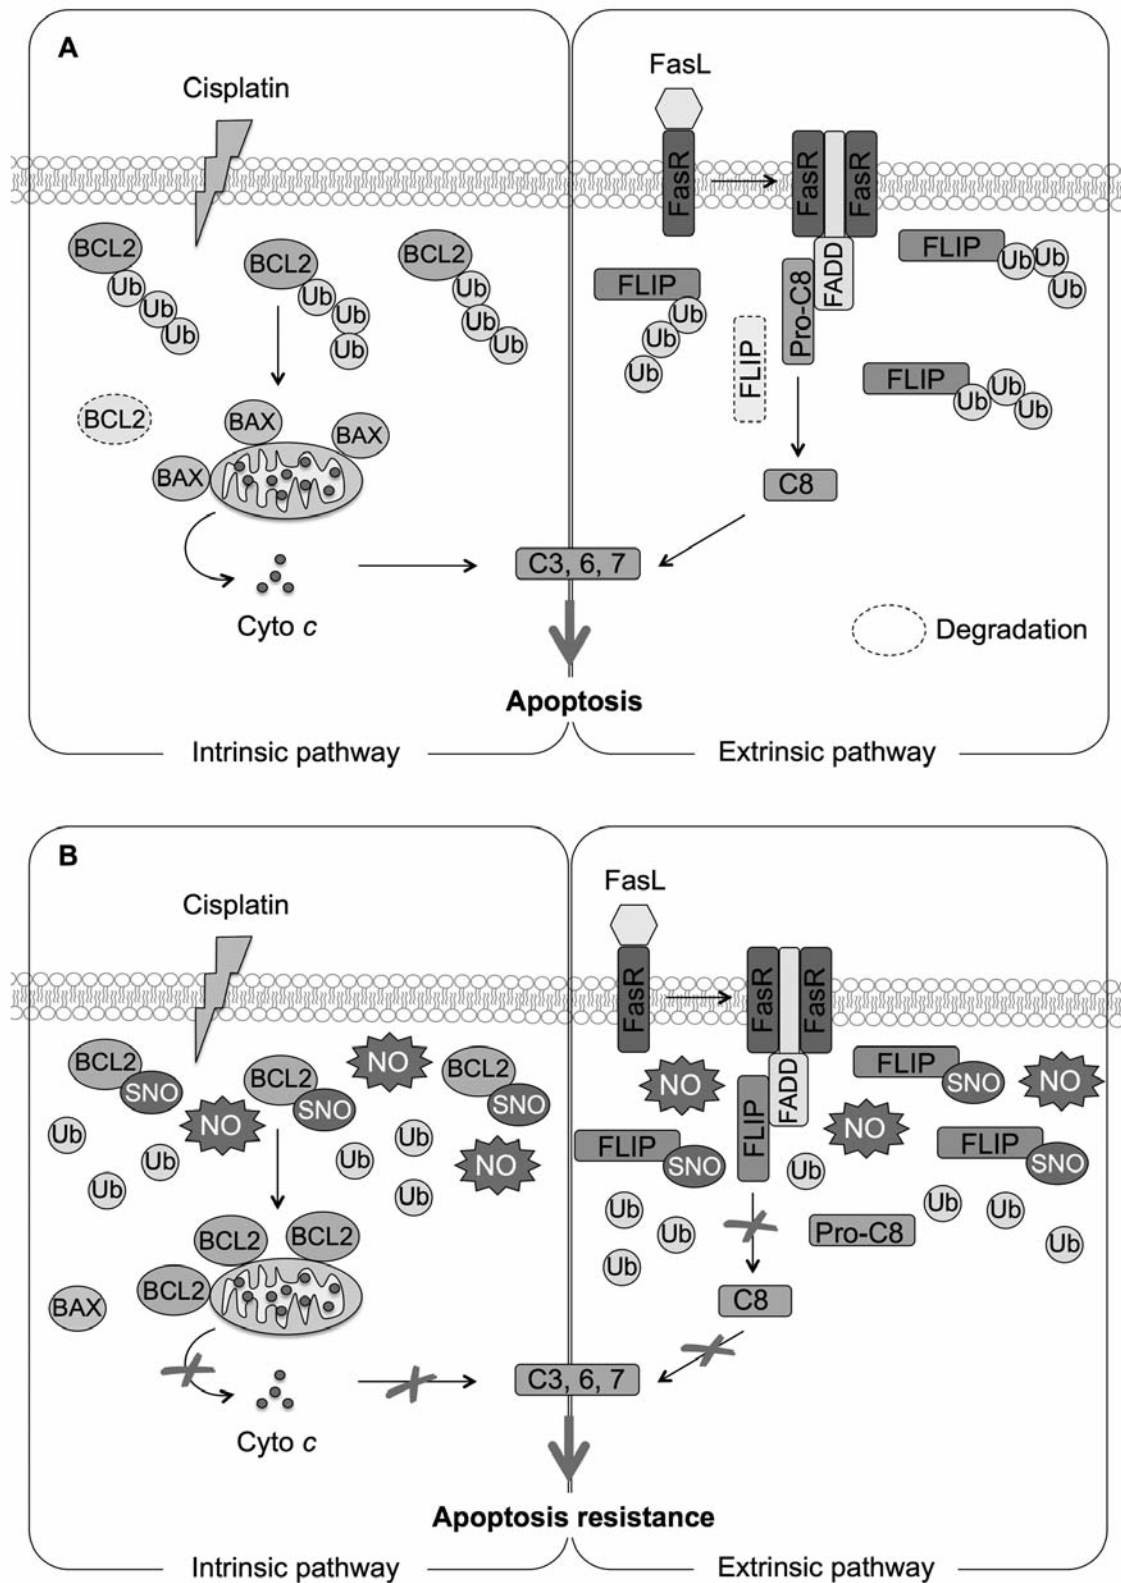 A
Cisplatin
FasL
FasR
FasR
FasR
BCL2
Ub
Ub
Ub
BCL2
Ub
Ub
Ub
BCL2
Ub
Ub
Ub
FLIP
Ub
Ub
Ub
FLIP
Pro-C8
FADD
FLIP
Ub
Ub
Ub
FLIP
Ub
Ub
Ub
BCL2
BAX
BAX
BAX
C8
C3, 6, 7
Cyto c
Degradation
Apoptosis
Intrinsic pathway
Extrinsic pathway
B
Cisplatin
FasL
FasR
FasR
FasR
BCL2
SNO
NO
BCL2
SNO
NO
BCL2
SNO
NO
Ub
Ub
Ub
Ub
Ub
Ub
NO
FLIP
FADD
FLIP
SNO
NO
NO
FLIP
SNO
FLIP
SNO
Ub
Ub
Ub
Ub
Ub
Ub
Ub
Pro-C8
BCL2
BCL2
BCL2
BAX
C8
C3, 6, 7
Cyto c
Apoptosis resistance
Intrinsic pathway
Extrinsic pathway